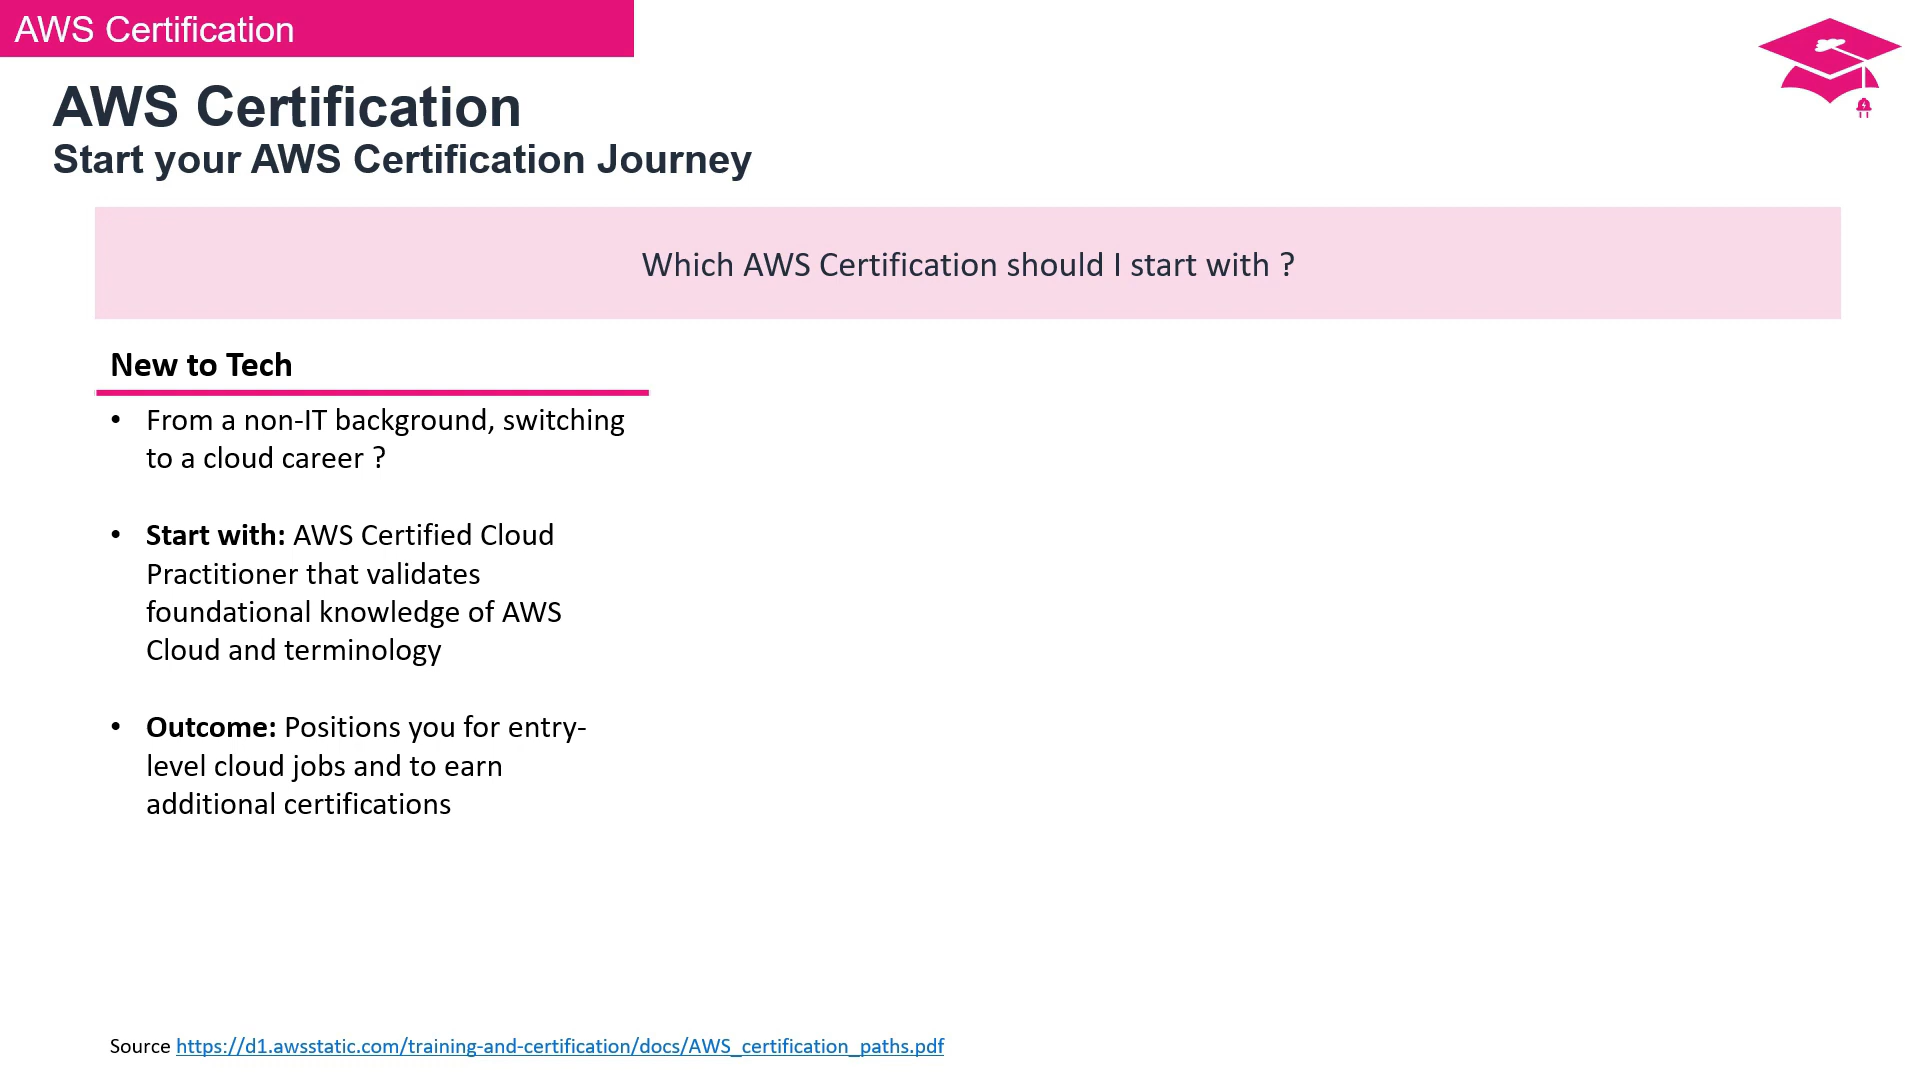 AWS Certification
AWS Certification
Start your AWS Certification Journey
Which AWS Certification should I start with ?
New to Tech
• From a non-IT background, switching
to a cloud career ?
• Start with: AWS Certified Cloud
Practitioner that validates
foundational knowledge of AWS
Cloud and terminology
• Outcome: Positions you for entry-
level cloud jobs and to earn
additional certifications
Source https://d1.awsstatic.com/training-and-certification/docs/AWS_certification_paths.pdf